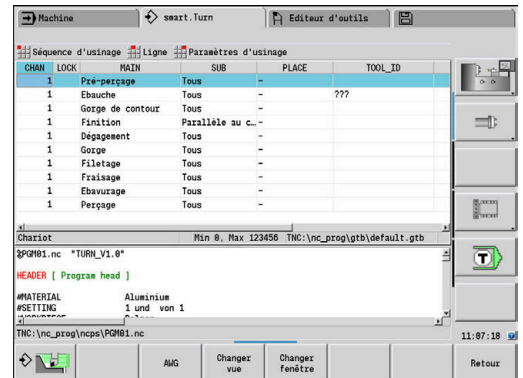 Machine smart.Turn Editeur d'outils
Séquence d'usinage Ligne Paramètres d'usinage
CHAN LOCK MAIN SUB PLACE TOOL_ID
1 Pré-perçage Tous -
1 Ebauche Tous - ???
1 Gorge de contour Tous -
1 Finition Parallèle au c… -
1 Dégagement Tous -
1 Gorge Tous -
1 Filetage Tous -
1 Fraisage Tous -
1 Ebavurage Tous -
1 Perçage Tous -
Chariot Min 0, Max 123456 TNC:\nc_prog\gtb\default.gtb
PGM01.nc "TURN_V1.0"
HEADER [ Program head ]
#MATERIAL Aluminium
#SETTING 1 und von 1
TNC:\nc_prog\ncps\PGM01.nc
T
11:07:18
AWG Changer vue Changer fenêtre Retour